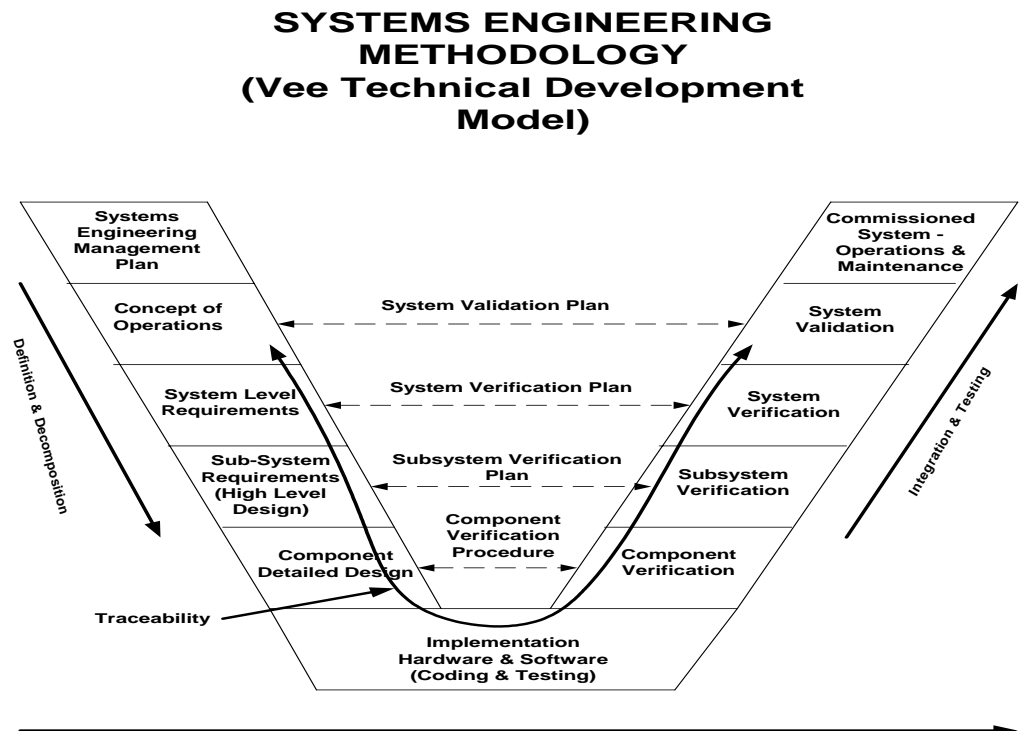 SYSTEMS ENGINEERING
METHODOLOGY
(Vee Technical Development
Model)
Systems
Engineering
Management
Plan
Commissioned
System -
Operations &
Maintenance
Concept of
Operations
System Validation Plan
System
Validation
Definition & Decomposition
System Level
Requirements
System Verification Plan
System
Verification
Integration & Testing
Sub-System
Requirements
(High Level
Design)
Subsystem Verification
Plan
Subsystem
Verification
Component
Detailed Design
Component
Verification
Procedure
Component
Verification
Traceability
Implementation
Hardware & Software
(Coding & Testing)